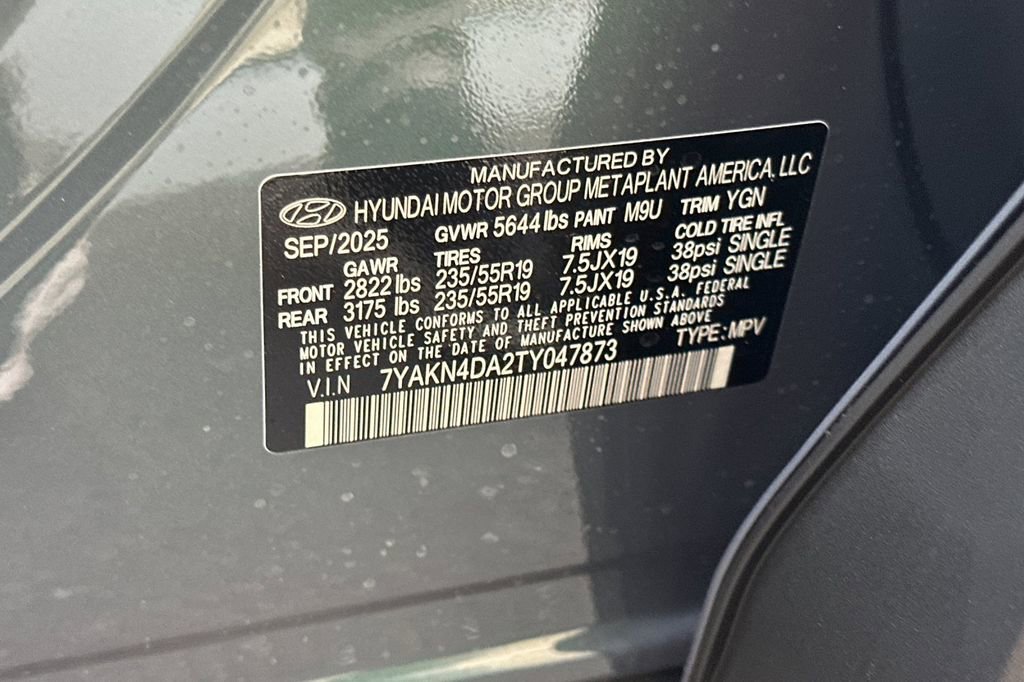 MANUFACTURED BY
HYUNDAI MOTOR GROUP METAPLANT AMERICA, LLC
SEP/2025 GVWR 5644 lbs PAINT M9U TRIM YGN
GAWR TIRES RIMS COLD TIRE INFL
FRONT 2822 lbs 235/55R19 7.5JX19 38psi SINGLE
REAR 3175 lbs 235/55R19 7.5JX19 38psi SINGLE
THIS VEHICLE CONFORMS TO ALL APPLICABLE U.S.A. FEDERAL
MOTOR VEHICLE SAFETY AND THEFT PREVENTION STANDARDS
IN EFFECT ON THE DATE OF MANUFACTURE SHOWN ABOVE
V.I.N 7YAKN4DA2TY047873 TYPE: MPV